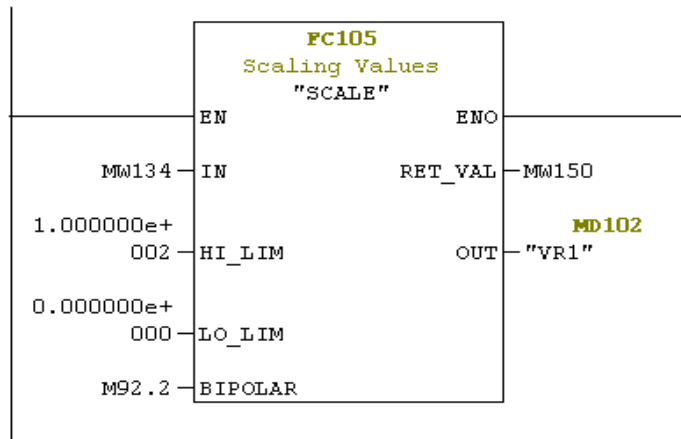 FC105
Scaling Values
"SCALE"
EN ENO
MW134 IN RET_VAL MW150
1.000000e+ MD102
002 HI_LIM OUT "VR1"
0.000000e+
000 LO_LIM
M92.2 BIPOLAR